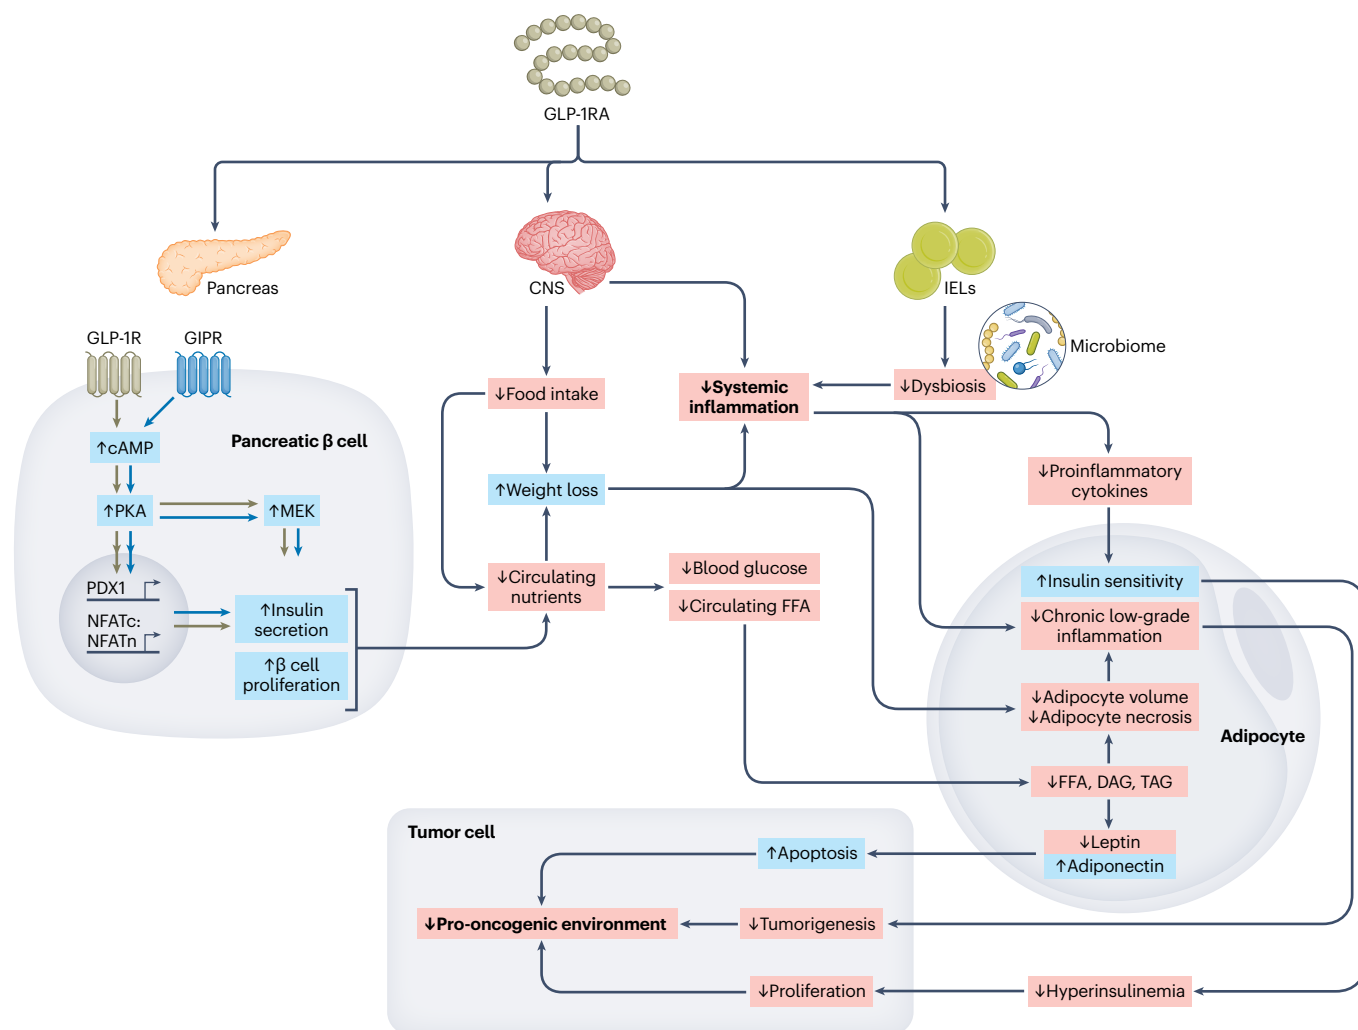 GLP-1RA
Pancreas
CNS
IELs
Microbiome
GLP-1R
GIPR
Pancreatic β cell
↑cAMP
↑PKA
↑MEK
PDX1
NFATc:
NFATn
↑Insulin
secretion
↑β cell
proliferation
↓Food intake
↑Weight loss
↓Circulating
nutrients
↓Systemic
inflammation
↓Dysbiosis
↓Blood glucose
↓Circulating FFA
↓Proinflammatory
cytokines
↑Insulin sensitivity
↓Chronic low-grade
inflammation
↓Adipocyte volume
↓Adipocyte necrosis
Adipocyte
↓FFA, DAG, TAG
↓Leptin
↑Adiponectin
Tumor cell
↑Apoptosis
↓Pro-oncogenic environment
↓Tumorigenesis
↓Proliferation
↓Hyperinsulinemia